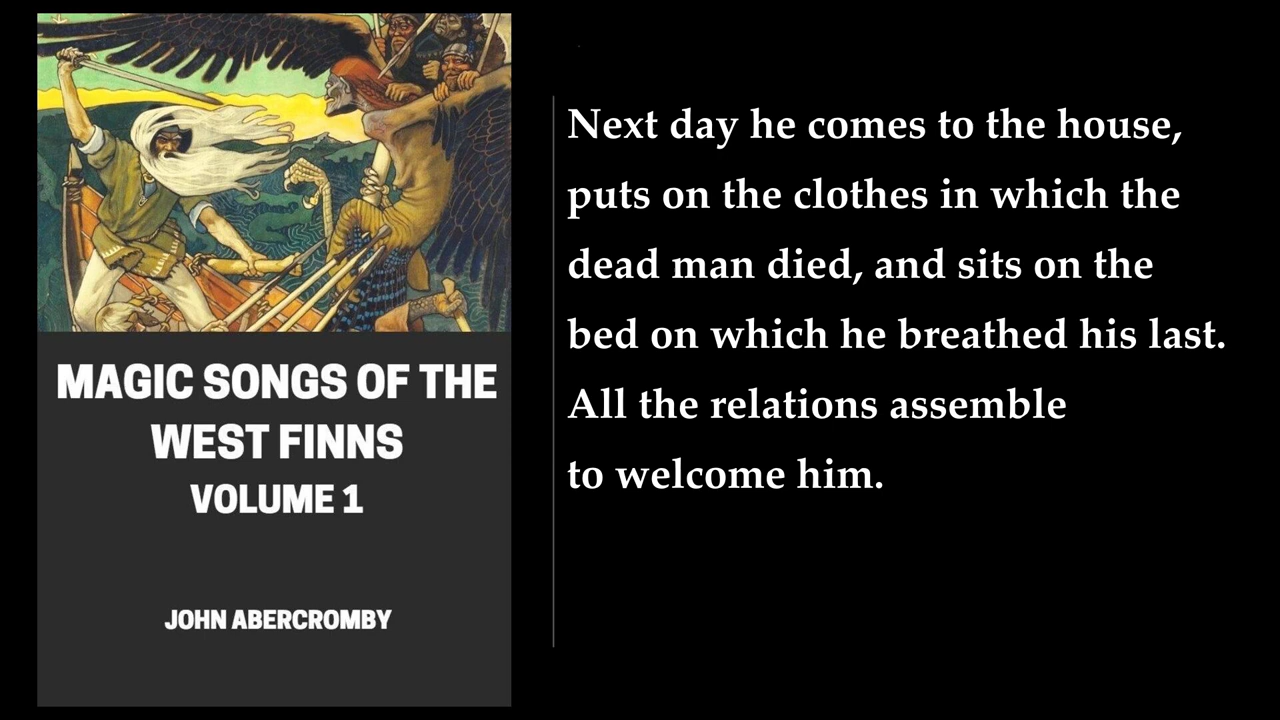 MAGIC SONGS OF THE
WEST FINNS
VOLUME 1
JOHN ABERCROMBY
Next day he comes to the house,
puts on the clothes in which the
dead man died, and sits on the
bed on which he breathed his last.
All the relations assemble
to welcome him.